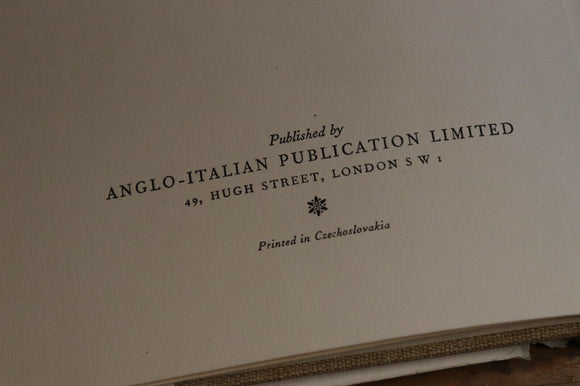 Published by
ANGLO-ITALIAN PUBLICATION LIMITED
49, HUGH STREET, LONDON S W 1
Printed in Czechoslovakia